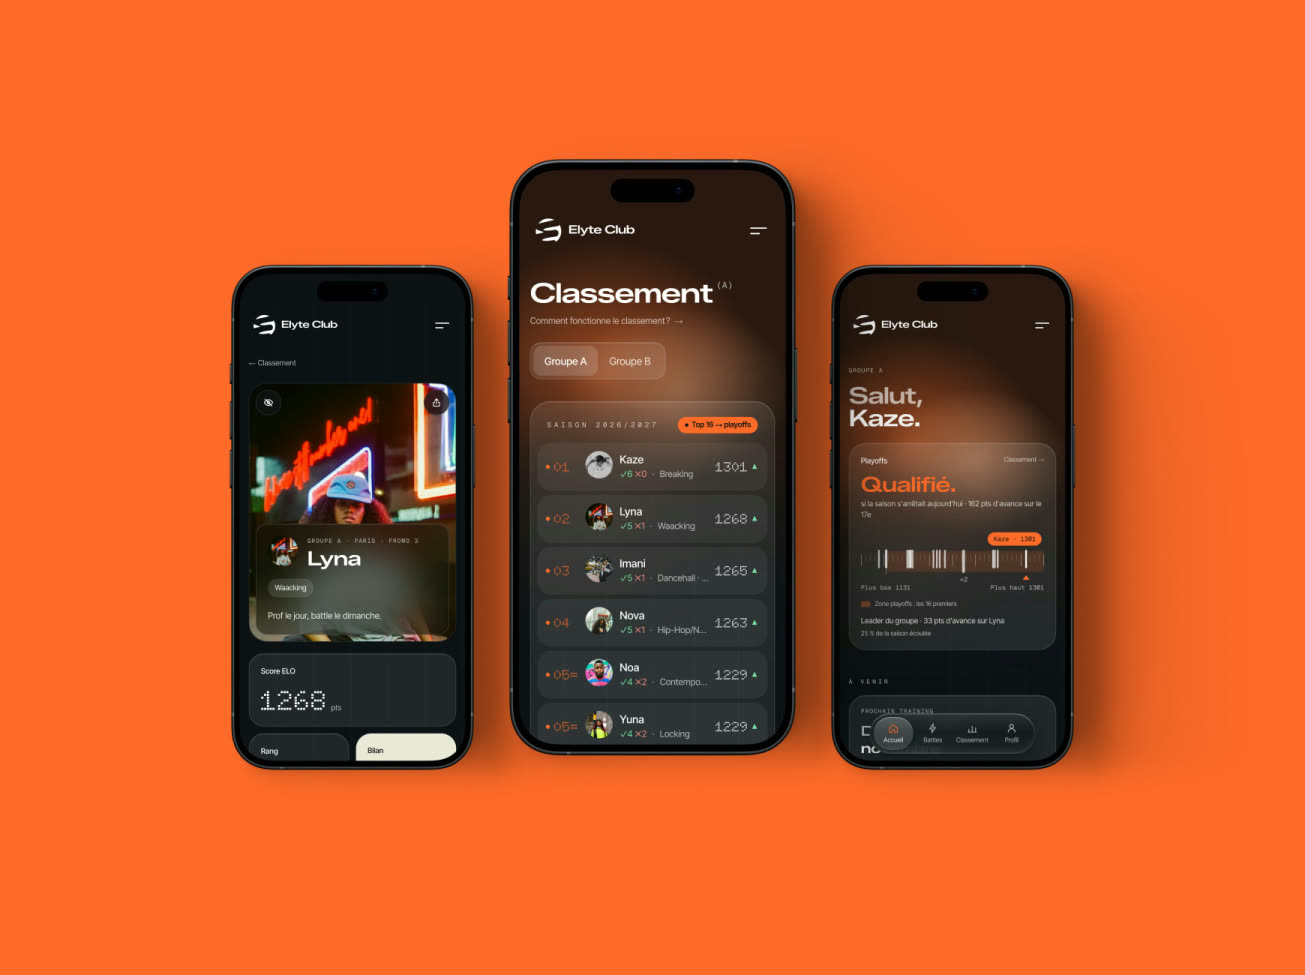 Elyte Club
← Classement
GROUPE A · PARIS · PROMO 3
Lyna
Waacking
Prof le jour, battle le dimanche.
Score ELO
1268 pts
Rang
Bilan
Elyte Club
Classement (A)
Comment fonctionne le classement? →
Groupe A Groupe B
SAISON 2026/2027 • Top 16 → playoffs
01 Kaze 1301 ▲
✓6 ×0 · Breaking
02 Lyna 1268 ▲
✓5 ×1 · Waacking
03 Imani 1265 ▲
✓5 ×1 · Dancehall · ...
04 Nova 1263 ▲
✓5 ×1 · Hip-Hop/N...
05= Noa 1229 ▲
✓4 ×2 · Contempo...
05= Yuna 1229 ▲
✓4 ×2 · Locking
Elyte Club
GROUPE A
Salut,
Kaze.
Playoffs Classement →
Qualifié.
si la saison s'arrêtait aujourd'hui · 162 pts d'avance sur le
17e
Kaze · 1301
×2
Plus bas 1131 Plus haut 1301
Zone playoffs : les 16 premiers
Leader du groupe · 33 pts d'avance sur Lyna
25 % de la saison écoulée
À VENIR
PROCHAIN TRAINING
Accueil Battles Classement Profil